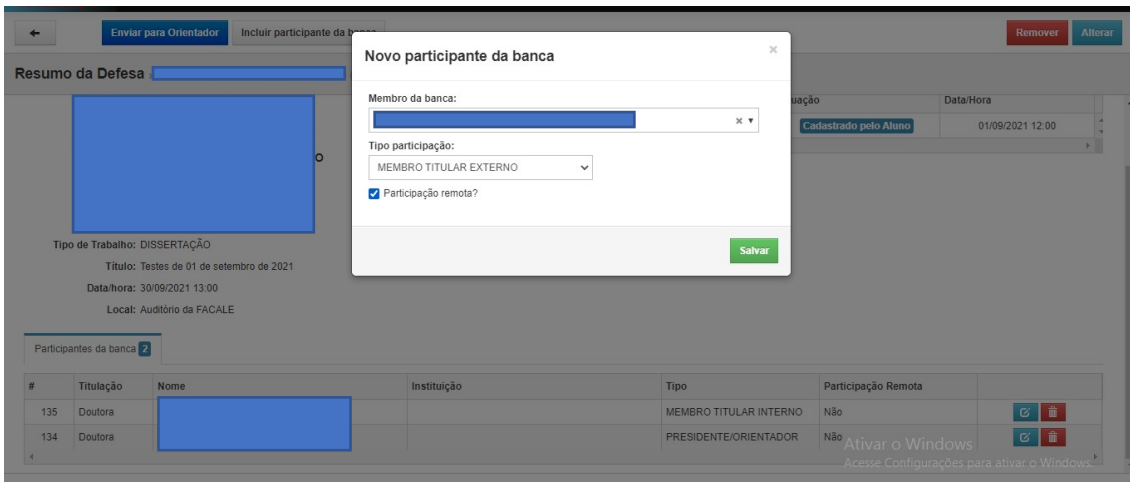 Enviar para Orientador
Incluir participante da
Remover
Alterar
Resumo da Defesa
Novo participante da banca
×
Membro da banca:
×
Tipo participação:
MEMBRO TITULAR EXTERNO
Participação remota?
Salvar
Data/Hora
Cadastrado pelo Aluno
01/09/2021 12:00
O
Tipo de Trabalho: DISSERTAÇÃO
Título: Testes de 01 de setembro de 2021
Data/hora: 30/09/2021 13:00
Local: Auditório da FACALE
Participantes da banca 2
# Titulação Nome Instituição Tipo Participação Remota
135 Doutora MEMBRO TITULAR INTERNO Não
134 Doutora PRESIDENTE/ORIENTADOR Não
Ativar o Windows
Acesse Configurações para ativar o Windows.